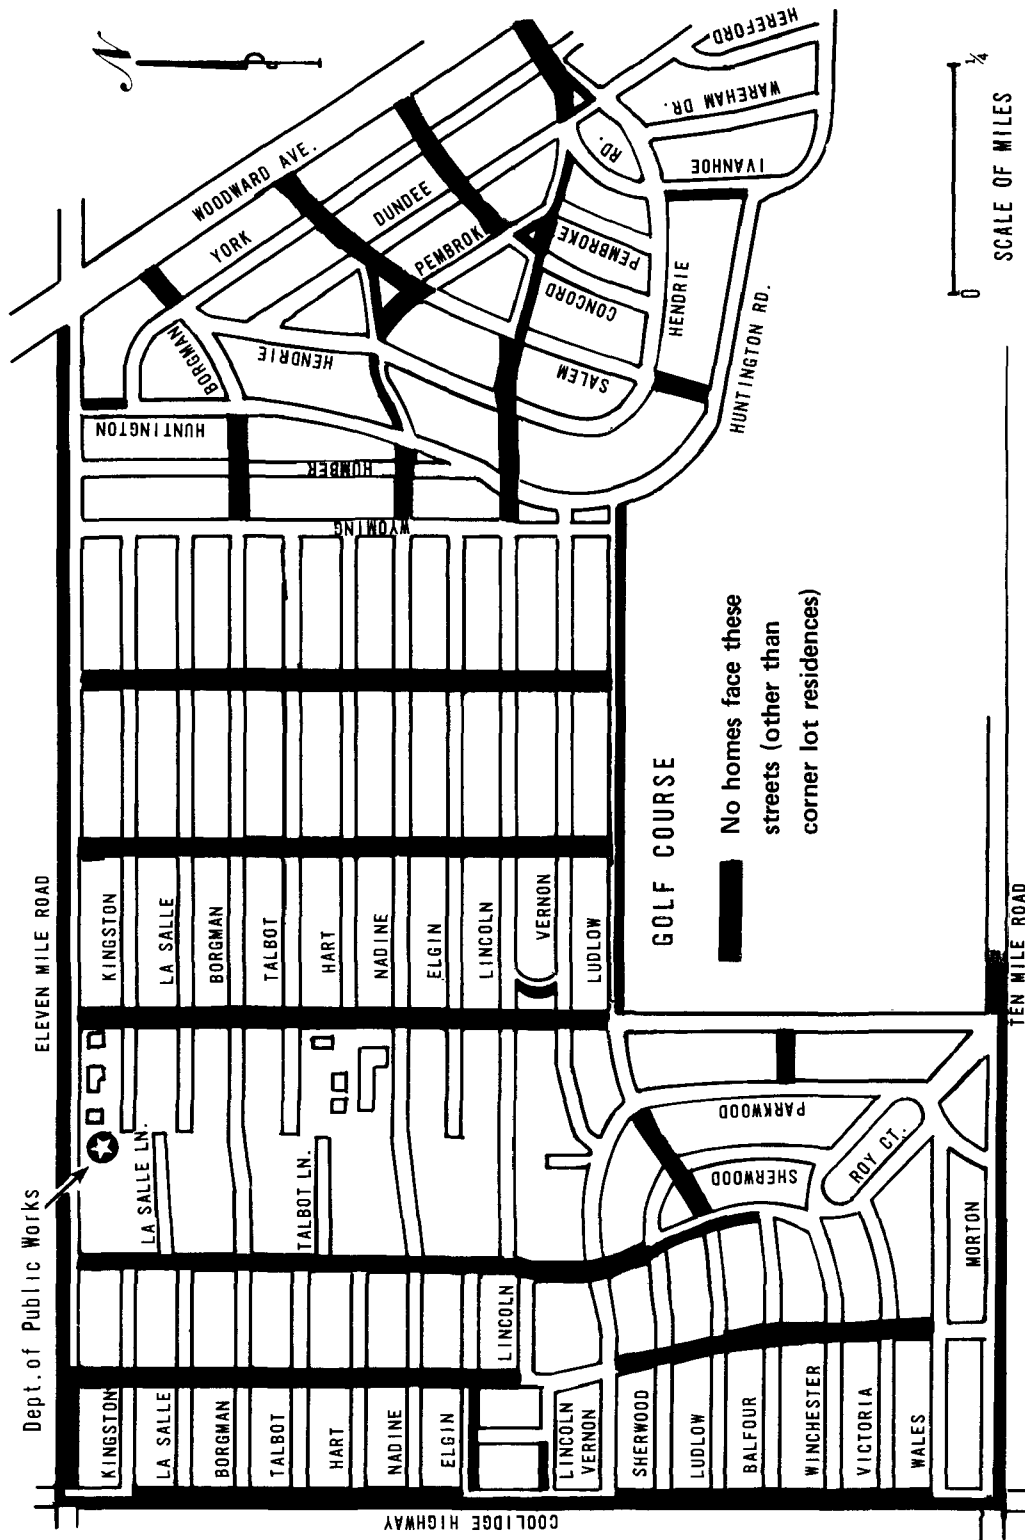 N
WOODWARD AVE.
YORK
DUNDEE
PEMBROK
HEREFORD
WAREHAM DR.
IVANHOE
RD.
PEMBROKE
CONCORD
SALEM
HENDRIE
HUNTINGTON RD.
BORGMAN
HENDRIE
HUNTINGTON
HUMBER
WYOMING
0
1/4
SCALE OF MILES
ELEVEN MILE ROAD
KINGSTON
LA SALLE
BORGMAN
TALBOT
HART
NADINE
ELGIN
LINCOLN
VERNON
LUDLOW
GOLF COURSE
No homes face these
streets (other than
corner lot residences)
TEN MILE ROAD
Dept. of Public Works
LA SALLE LN.
TALBOT LN.
PARKWOOD
SHERWOOD
ROY CT.
MORTON
LINCOLN
KINGSTON
LA SALLE
BORGMAN
TALBOT
HART
NADINE
ELGIN
LINCOLN
VERNON
SHERWOOD
LUDLOW
BALFOUR
WINCHESTER
VICTORIA
WALES
COOLIDGE HIGHWAY